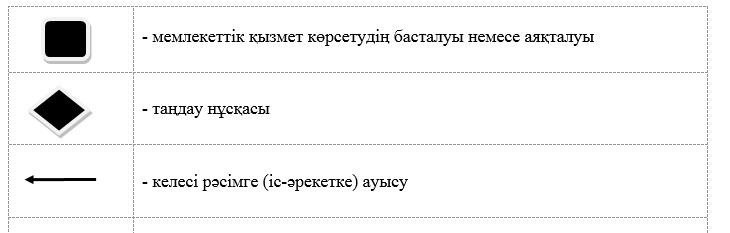 - мемлекеттік қызмет көрсетудің басталуы немесе аяқталуы
- таңдау нұсқасы
- келесі рәсімге (іс-әрекетке) ауысу